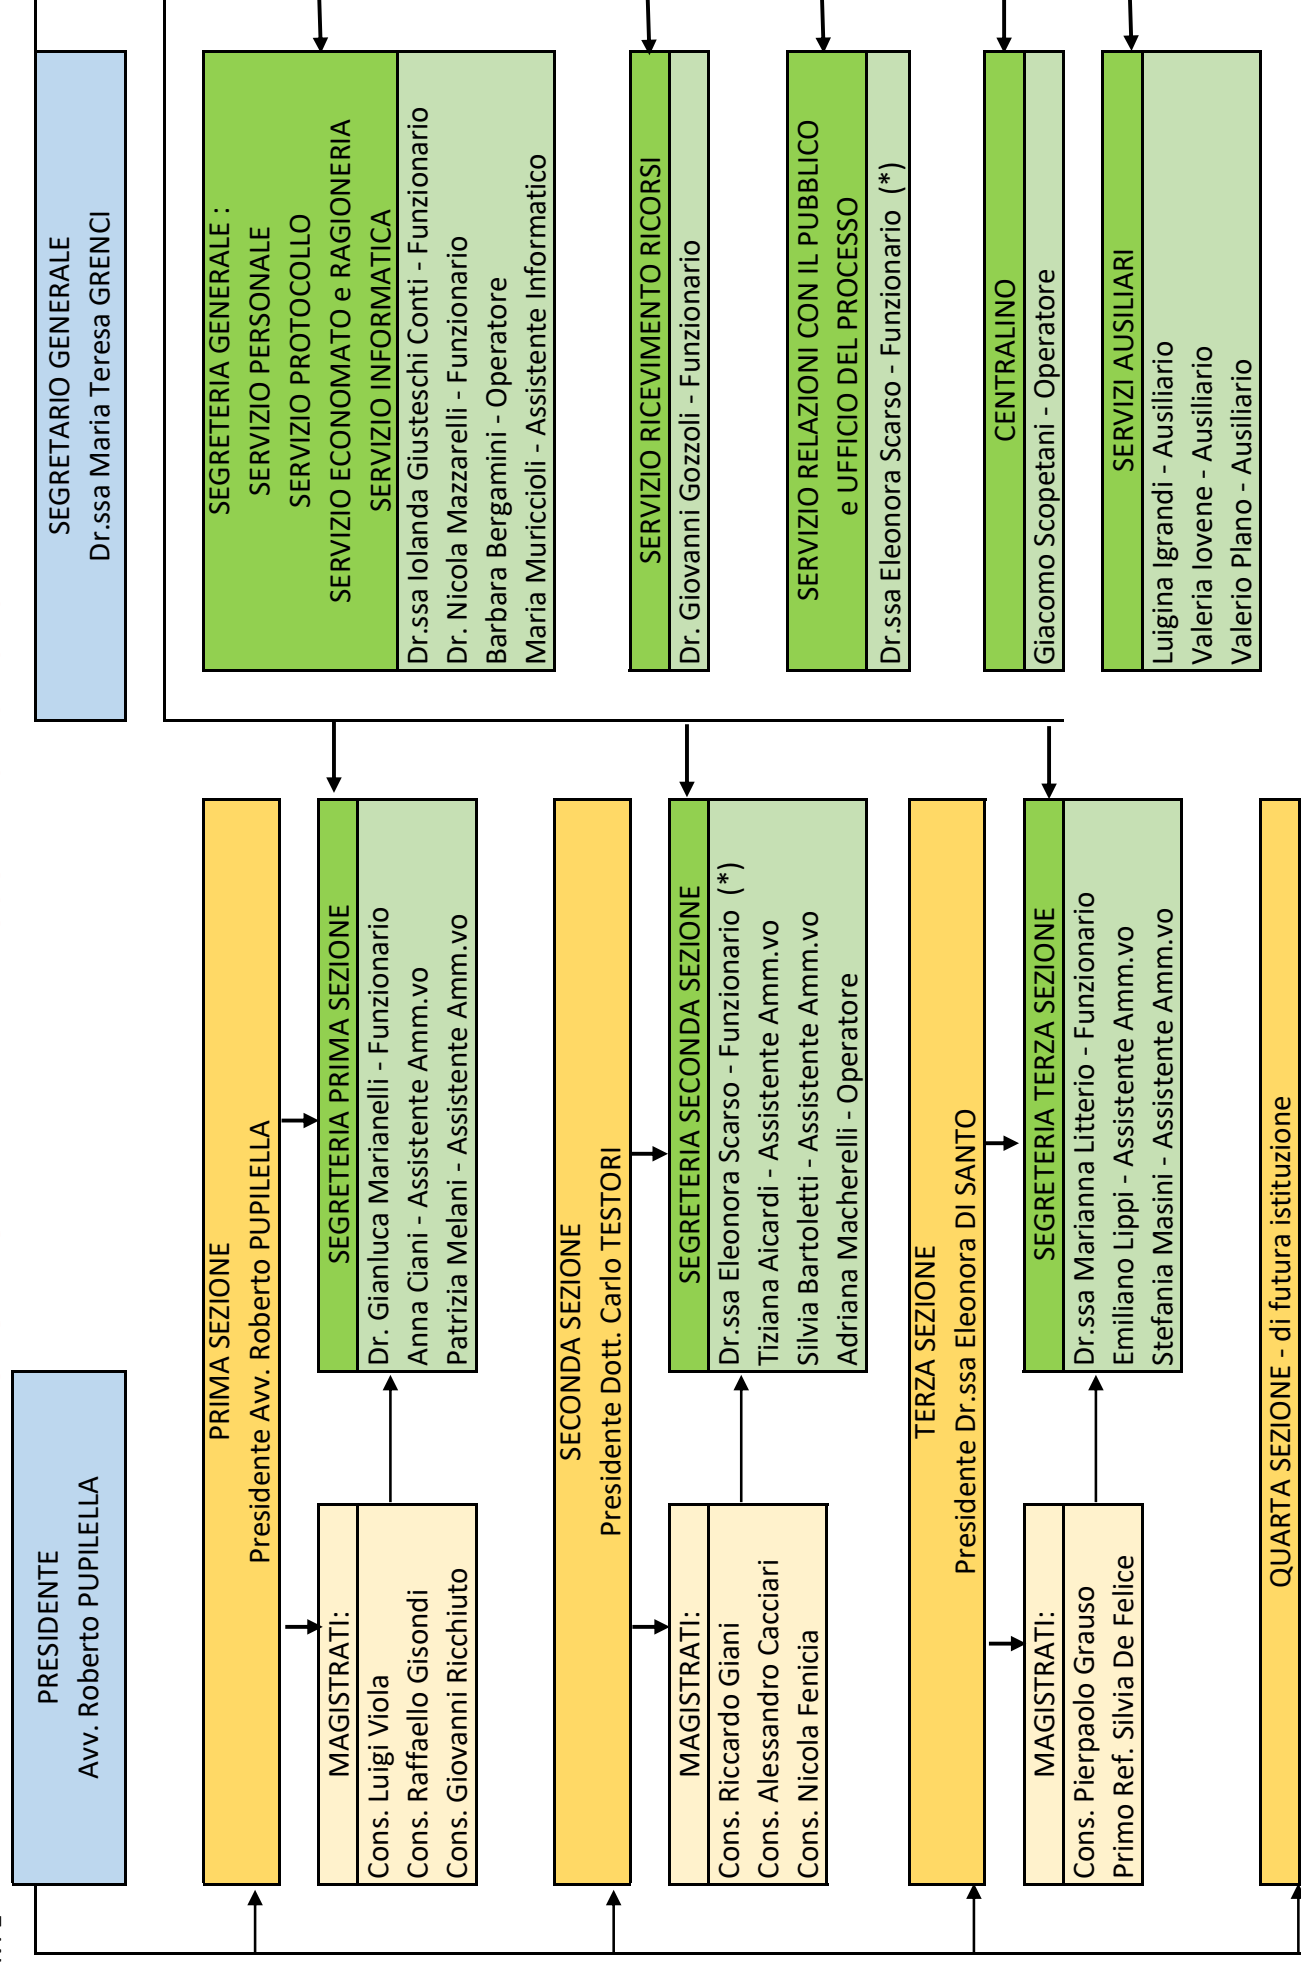 PRESIDENTE
Avv. Roberto PUPILELLA
SEGRETARIO GENERALE
Dr.ssa Maria Teresa GRENCI
PRIMA SEZIONE
Presidente Avv. Roberto PUPILELLA
MAGISTRATI:
Cons. Luigi Viola
Cons. Raffaello Gisondi
Cons. Giovanni Ricchiuto
SEGRETERIA PRIMA SEZIONE
Dr. Gianluca Marianelli - Funzionario
Anna Ciani - Assistente Amm.vo
Patrizia Melani - Assistente Amm.vo
SECONDA SEZIONE
Presidente Dott. Carlo TESTORI
MAGISTRATI:
Cons. Riccardo Giani
Cons. Alessandro Cacciari
Cons. Nicola Fenicia
SEGRETERIA SECONDA SEZIONE
Dr.ssa Eleonora Scarso - Funzionario (*)
Tiziana Aicardi - Assistente Amm.vo
Silvia Bartoletti - Assistente Amm.vo
Adriana Macherelli - Operatore
TERZA SEZIONE
Presidente Dr.ssa Eleonora DI SANTO
MAGISTRATI:
Cons. Pierpaolo Grauso
Primo Ref. Silvia De Felice
SEGRETERIA TERZA SEZIONE
Dr.ssa Marianna Litterio - Funzionario
Emiliano Lippi - Assistente Amm.vo
Stefania Masini - Assistente Amm.vo
QUARTA SEZIONE - di futura istituzione
SEGRETERIA GENERALE :
SERVIZIO PERSONALE
SERVIZIO PROTOCOLLO
SERVIZIO ECONOMATO e RAGIONERIA
SERVIZIO INFORMATICA
Dr.ssa Iolanda Giusteschi Conti - Funzionario
Dr. Nicola Mazzarelli - Funzionario
Barbara Bergamini - Operatore
Maria Muriccioli - Assistente Informatico
SERVIZIO RICEVIMENTO RICORSI
Dr. Giovanni Gozzoli - Funzionario
SERVIZIO RELAZIONI CON IL PUBBLICO
e UFFICIO DEL PROCESSO
Dr.ssa Eleonora Scarso - Funzionario (*)
CENTRALINO
Giacomo Scopetani - Operatore
SERVIZI AUSILIARI
Luigina Igrandi - Ausiliario
Valeria Iovene - Ausiliario
Valerio Plano - Ausiliario